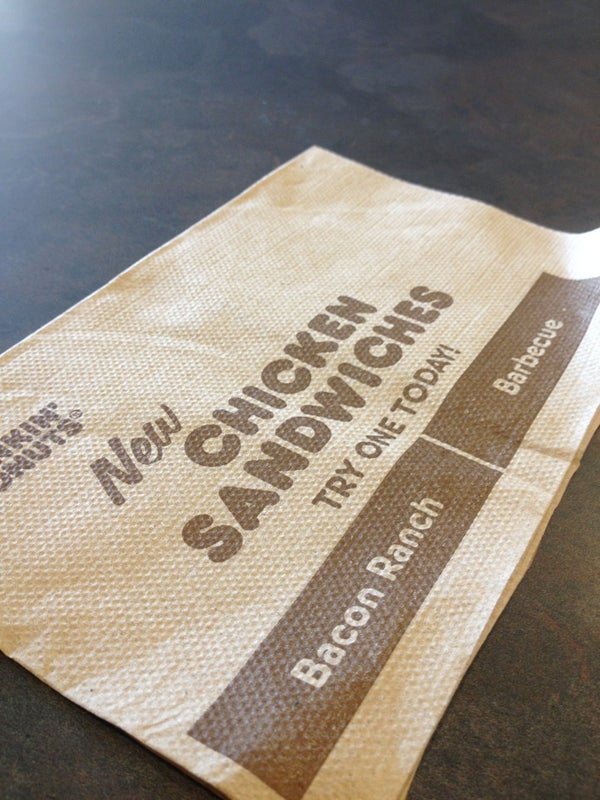 New
CHICKEN
SANDWICHES
TRY ONE TODAY!
Bacon Ranch
Barbecue